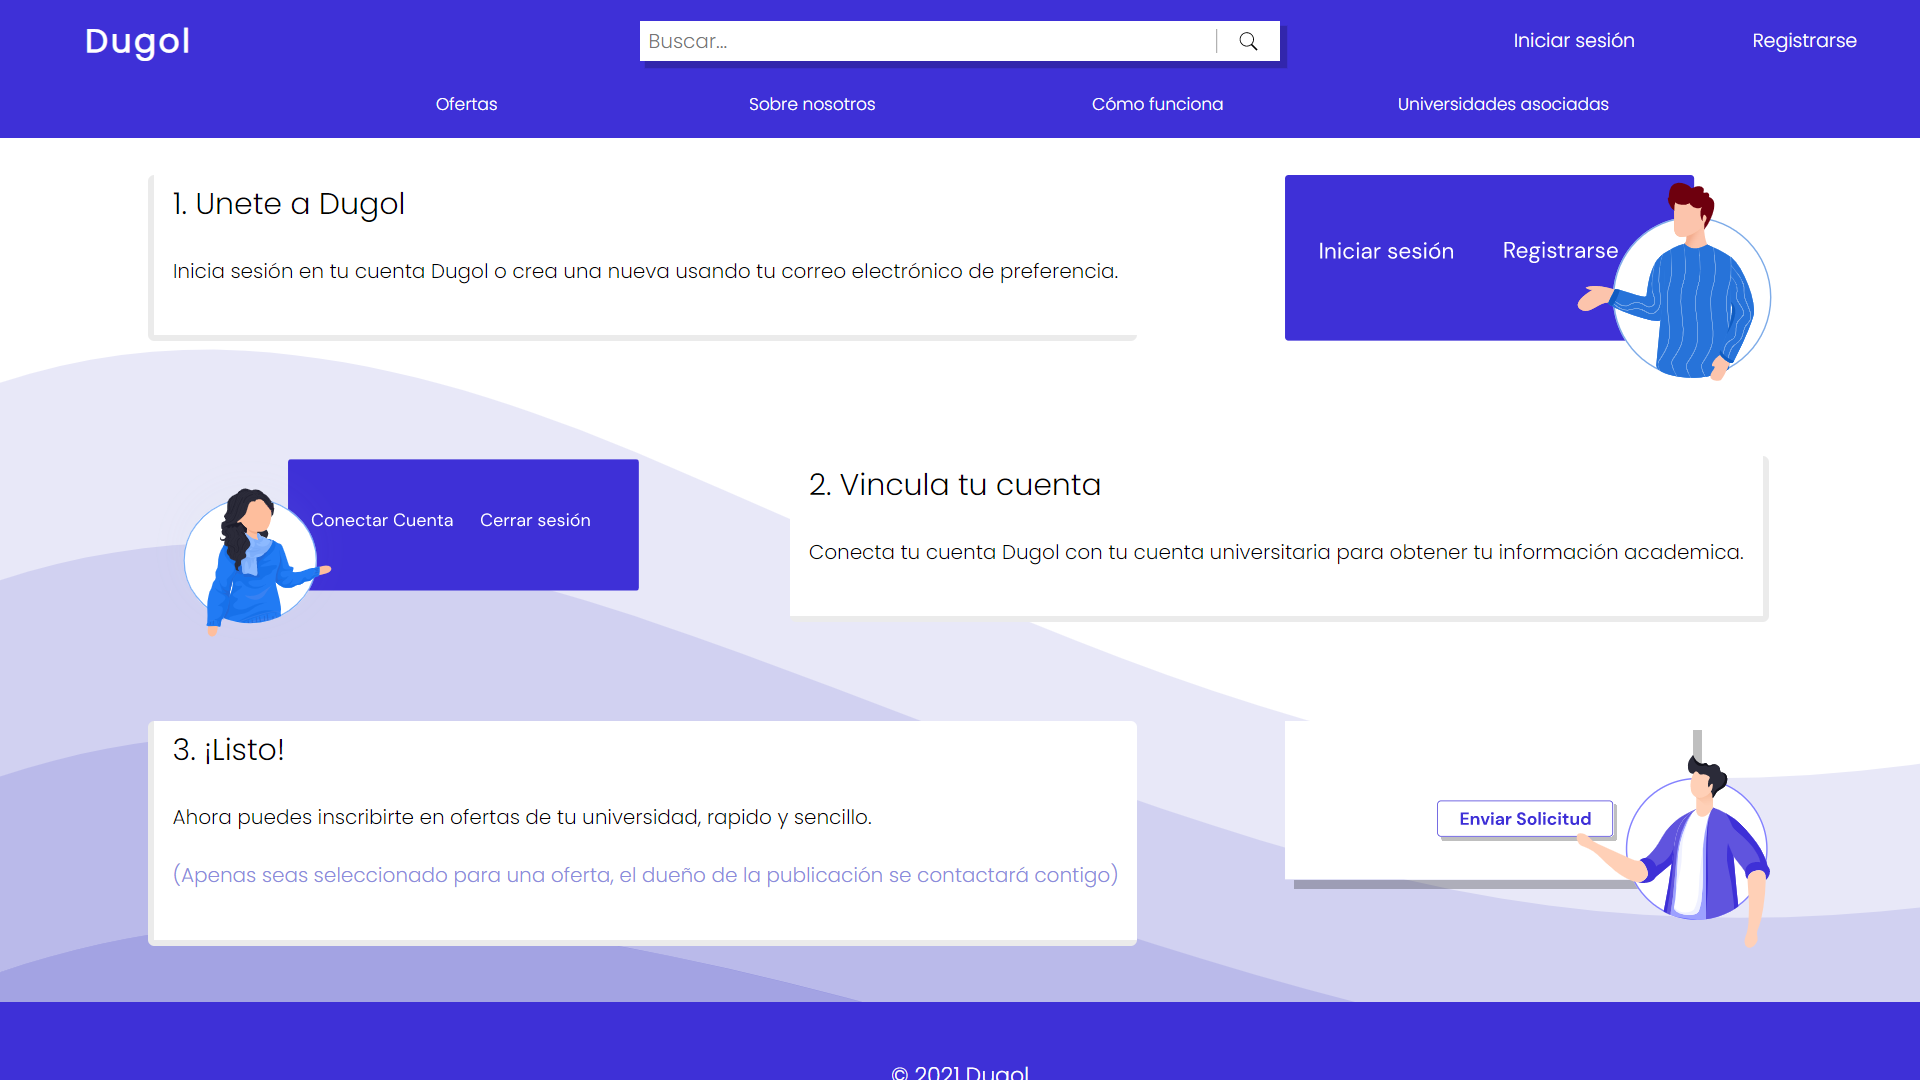 Dugol
Buscar...
Iniciar sesión
Registrarse
Ofertas
Sobre nosotros
Cómo funciona
Universidades asociadas
1. Unete a Dugol
Inicia sesión en tu cuenta Dugol o crea una nueva usando tu correo electrónico de preferencia.
Iniciar sesión
Registrarse
Conectar Cuenta
Cerrar sesión
2. Vincula tu cuenta
Conecta tu cuenta Dugol con tu cuenta universitaria para obtener tu información academica.
3. ¡Listo!
Ahora puedes inscribirte en ofertas de tu universidad, rapido y sencillo.
(Apenas seas seleccionado para una oferta, el dueño de la publicación se contactará contigo)
Enviar Solicitud
© 2021 Dugol